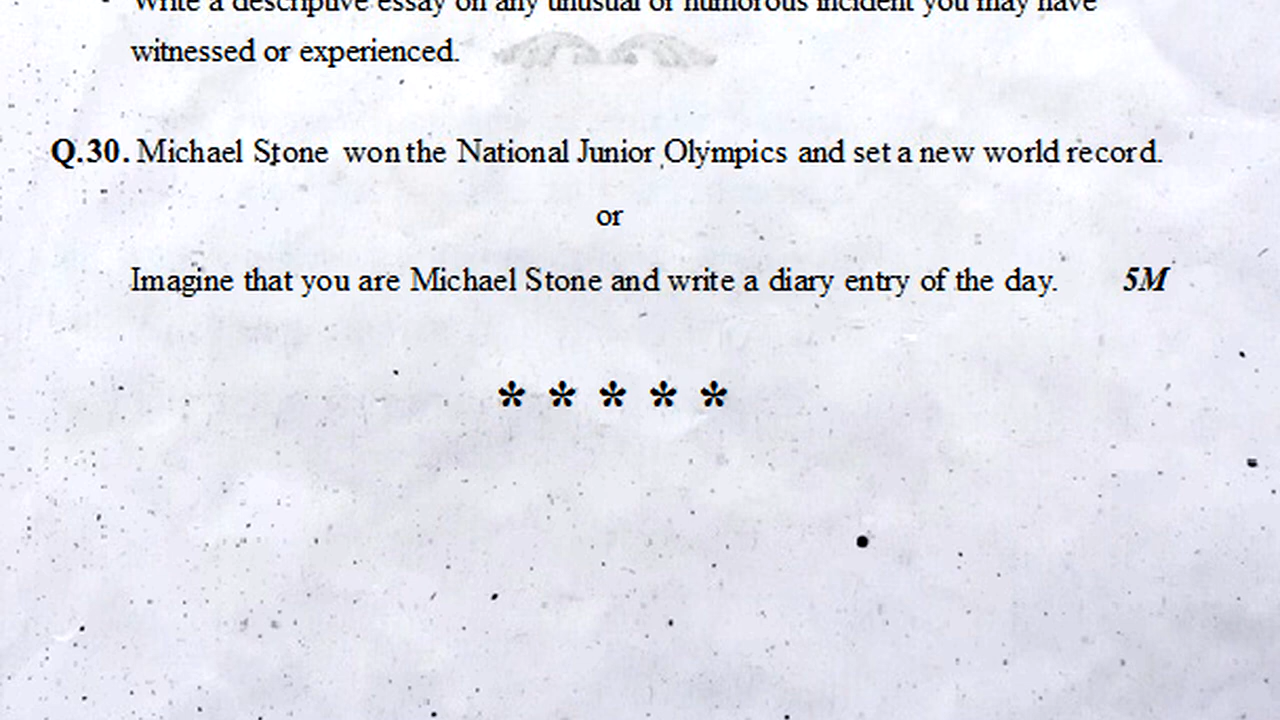 Write a descriptive essay on any unusual or humorous incident you may have
witnessed or experienced.
Q.30. Michael Stone won the National Junior Olympics and set a new world record.
or
Imagine that you are Michael Stone and write a diary entry of the day. 5M
* * * * *